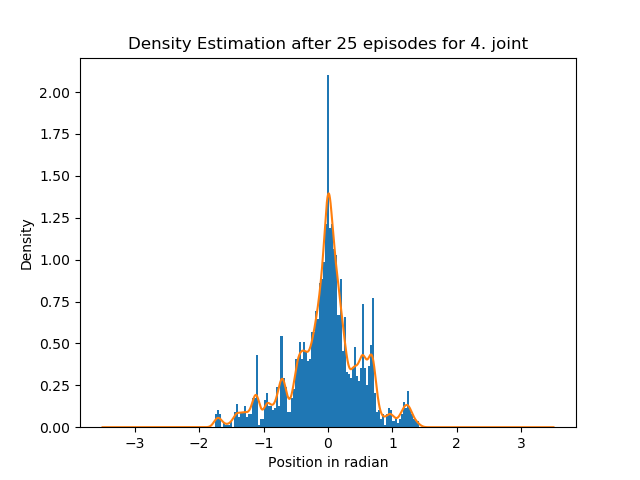 Density Estimation after 25 episodes for 4. joint
Density
2.00
1.75
1.50
1.25
1.00
0.75
0.50
0.25
0.00
−3 −2 −1 0 1 2 3
Position in radian